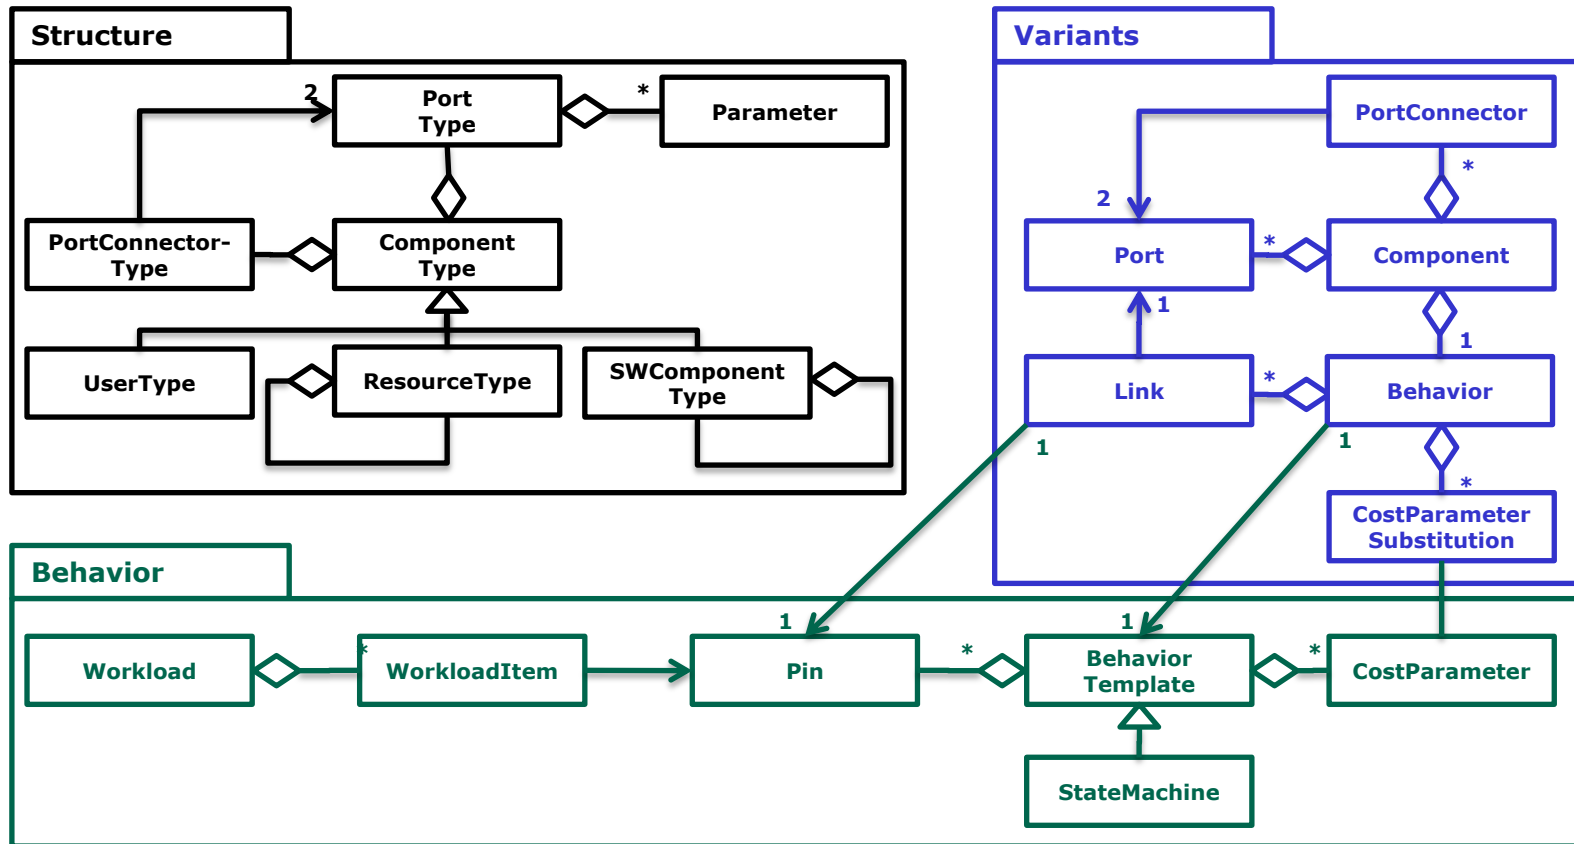 Structure
Variants
2
Port
Type
*
Parameter
PortConnector
*
2
PortConnector-
Type
Component
Type
Port
*
Component
1
1
UserType
ResourceType
SWComponent
Type
Link
*
Behavior
1
1
*
CostParameter
Substitution
Behavior
1
1
Workload
*
WorkloadItem
Pin
*
Behavior
Template
*
CostParameter
StateMachine